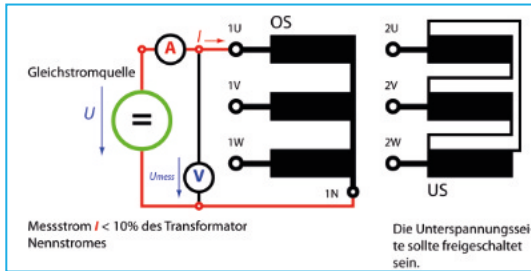 OS
1U
2U
I
A
Gleichstromquelle
1V
2V
U
=
1W
2W
Umess
V
1N
US
Messstrom I < 10% des Transformator
Nennstromes
Die Unterspannungssei-
te sollte freigeschaltet
sein.